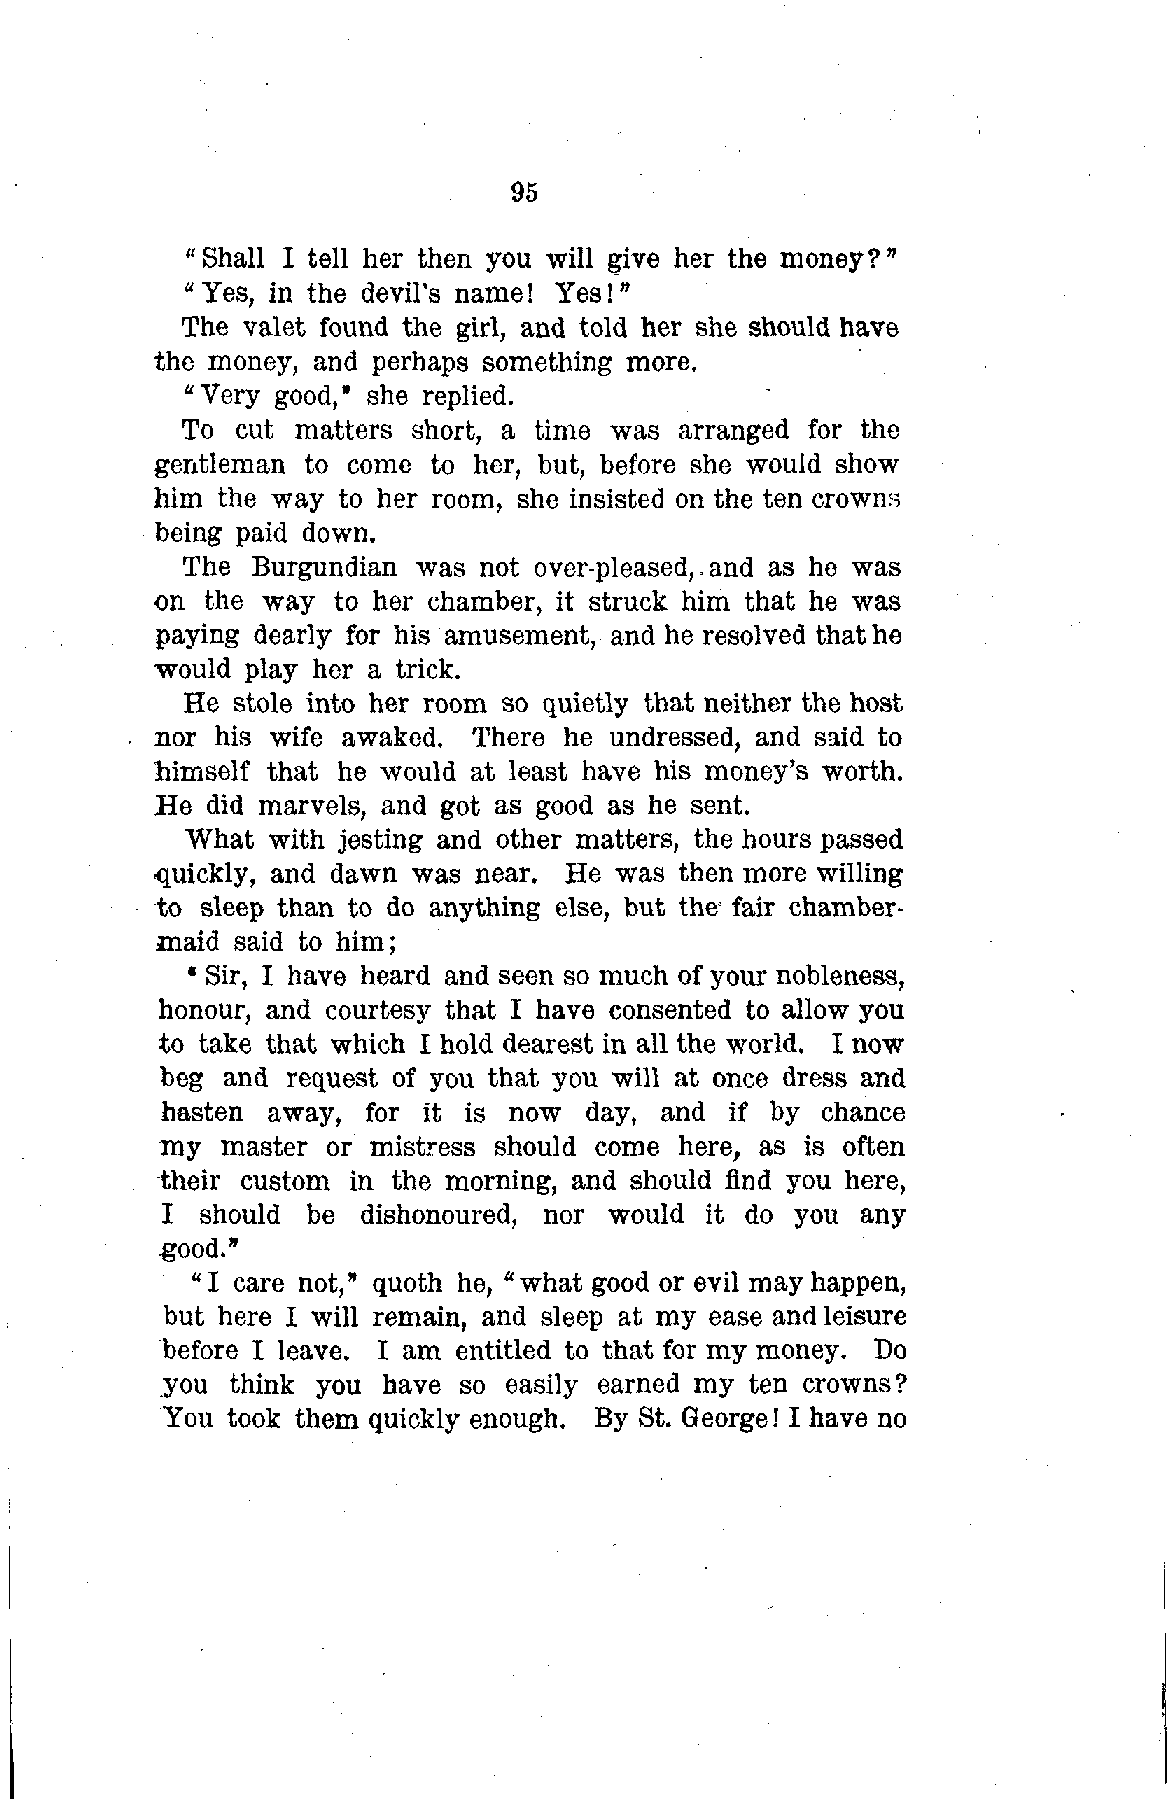 95
"Shall I tell her then you will give her the money?"
"Yes, in the devil's name! Yes!"
The valet found the girl, and told her she should have
the money, and perhaps something more.
"Very good," she replied.
To cut matters short, a time was arranged for the
gentleman to come to her, but, before she would show
him the way to her room, she insisted on the ten crowns
being paid down.
The Burgundian was not over-pleased, and as he was
on the way to her chamber, it struck him that he was
paying dearly for his amusement, and he resolved that he
would play her a trick.
He stole into her room so quietly that neither the host
nor his wife awaked. There he undressed, and said to
himself that he would at least have his money's worth.
He did marvels, and got as good as he sent.
What with jesting and other matters, the hours passed
quickly, and dawn was near. He was then more willing
to sleep than to do anything else, but the fair chamber-
maid said to him;
"Sir, I have heard and seen so much of your nobleness,
honour, and courtesy that I have consented to allow you
to take that which I hold dearest in all the world. I now
beg and request of you that you will at once dress and
hasten away, for it is now day, and if by chance
my master or mistress should come here, as is often
their custom in the morning, and should find you here,
I should be dishonoured, nor would it do you any
good."
"I care not," quoth he, "what good or evil may happen,
but here I will remain, and sleep at my ease and leisure
before I leave. I am entitled to that for my money. Do
you think you have so easily earned my ten crowns?
You took them quickly enough. By St. George! I have no